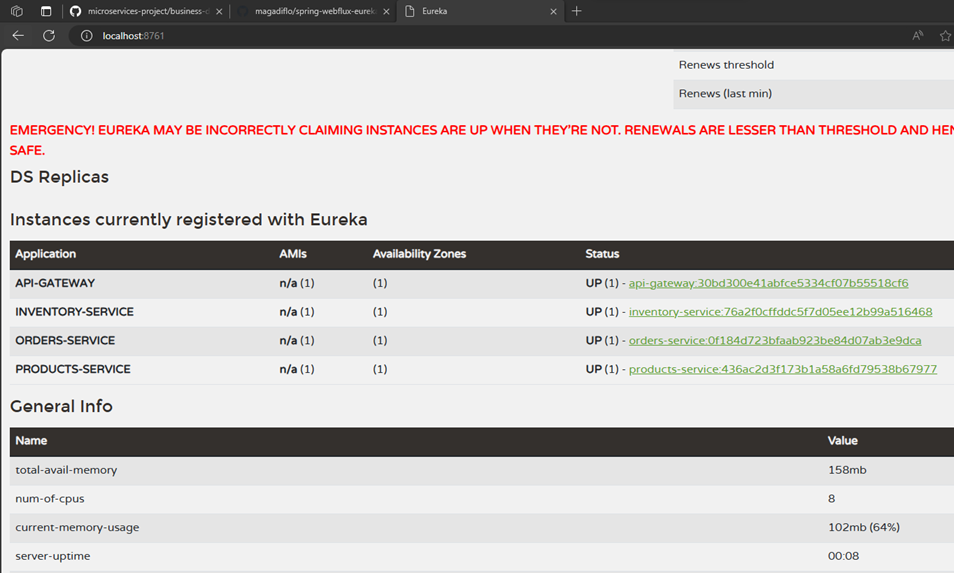 microservices-project/business-d
magadiflo/spring-webflux-eurek
Eureka
localhost:8761
Renews threshold
Renews (last min)
EMERGENCY! EUREKA MAY BE INCORRECTLY CLAIMING INSTANCES ARE UP WHEN THEY'RE NOT. RENEWALS ARE LESSER THAN THRESHOLD AND HEN
SAFE.
DS Replicas
Instances currently registered with Eureka
Application AMIs Availability Zones Status
API-GATEWAY n/a (1) (1) UP (1) - api-gateway:30bd300e41abfce5334cf07b55518cf6
INVENTORY-SERVICE n/a (1) (1) UP (1) - inventory-service:76a2f0cffddc5f7d05ee12b99a516468
ORDERS-SERVICE n/a (1) (1) UP (1) - orders-service:0f184d723bfaab923be84d07ab3e9dca
PRODUCTS-SERVICE n/a (1) (1) UP (1) - products-service:436ac2d3f173b1a58a6fd79538b67977
General Info
Name Value
total-avail-memory 158mb
num-of-cpus 8
current-memory-usage 102mb (64%)
server-uptime 00:08